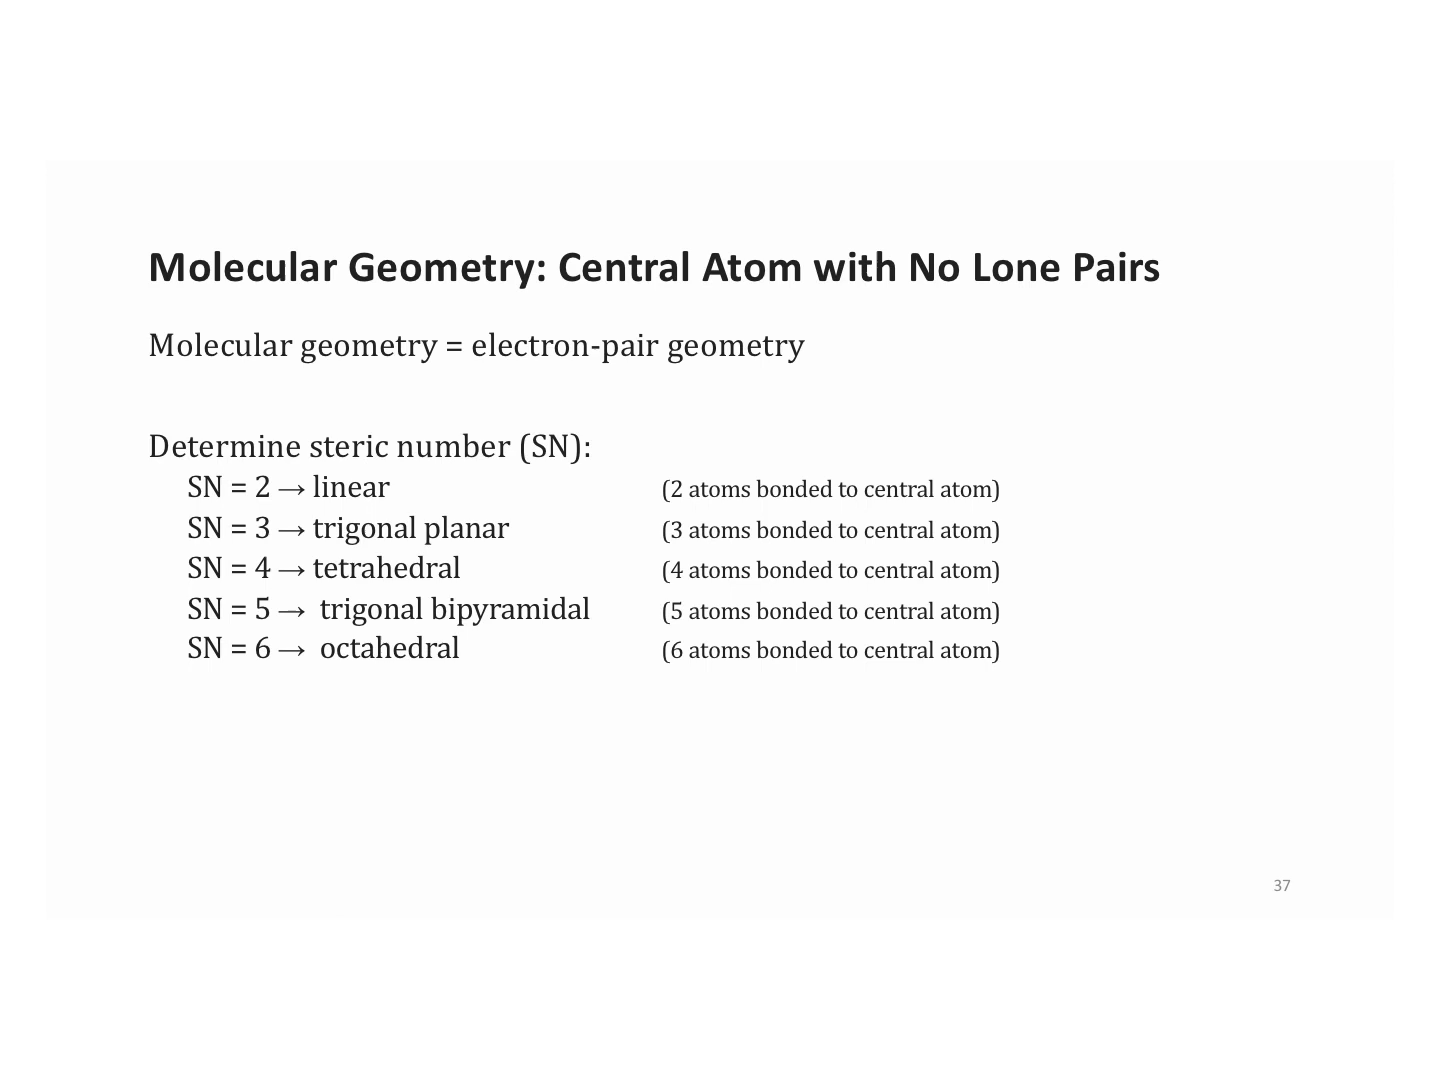 Molecular Geometry: Central Atom with No Lone Pairs
Molecular geometry = electron-pair geometry
Determine steric number (SN):
SN = 2 → linear (2 atoms bonded to central atom)
SN = 3 → trigonal planar (3 atoms bonded to central atom)
SN = 4 → tetrahedral (4 atoms bonded to central atom)
SN = 5 → trigonal bipyramidal (5 atoms bonded to central atom)
SN = 6 → octahedral (6 atoms bonded to central atom)
37